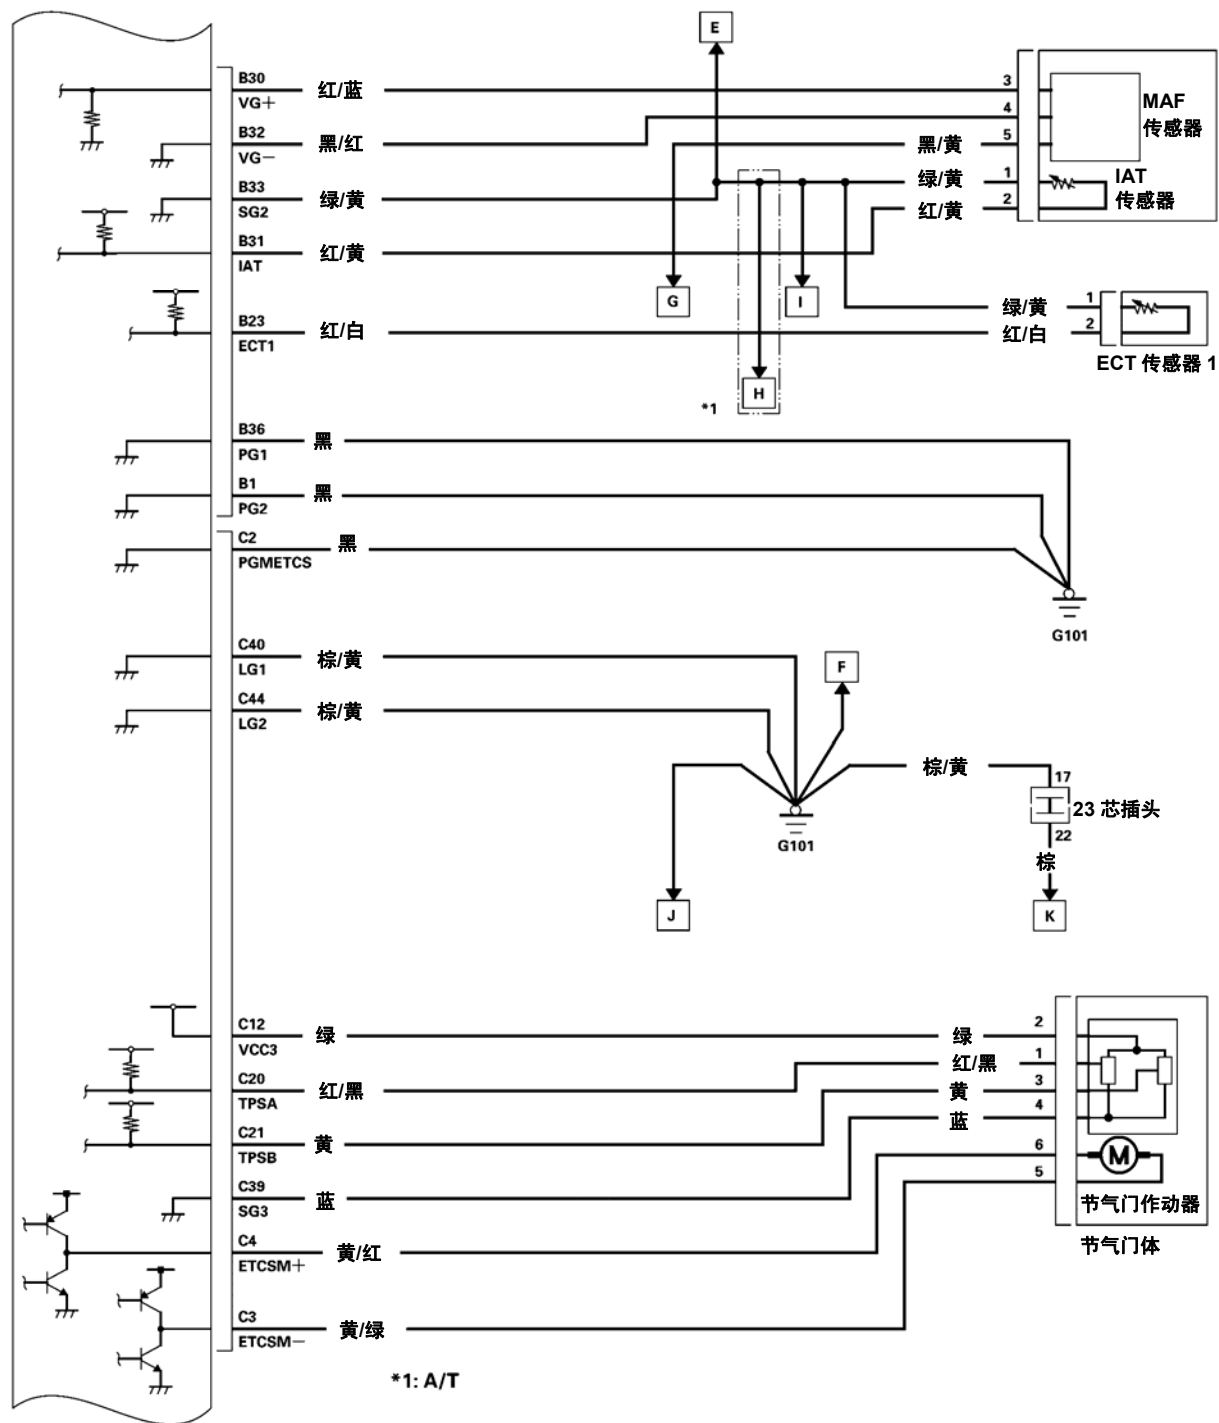 E
B30
VG+
红/蓝
3
MAF
传感器
4
B32
VG-
黑/红
黑/黄
5
B33
SG2
绿/黄
绿/黄
1
IAT
传感器
红/黄
2
B31
IAT
红/黄
G
I
绿/黄
1
B23
ECT1
红/白
红/白
2
ECT 传感器 1
H
*1
B36
PG1
黑
B1
PG2
黑
C2
PGMETCS
黑
G101
C40
LG1
棕/黄
F
C44
LG2
棕/黄
棕/黄
17
23 芯插头
22
G101
棕
J
K
C12
VCC3
绿
绿
2
红/黑
1
C20
TPSA
红/黑
黄
3
蓝
4
C21
TPSB
黄
6
M
5
C39
SG3
蓝
节气门作动器
C4
ETCSM+
黄/红
节气门体
C3
ETCSM-
黄/绿
*1: A/T